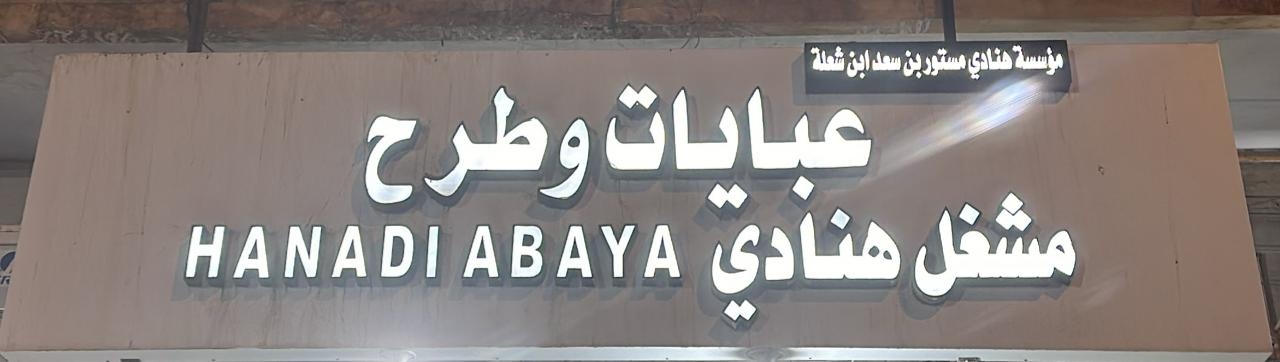 مؤسسة هنادي مستور بن سعد ابن شعلة
عبايات وطرح
مشغل هنادي HANADI ABAYA